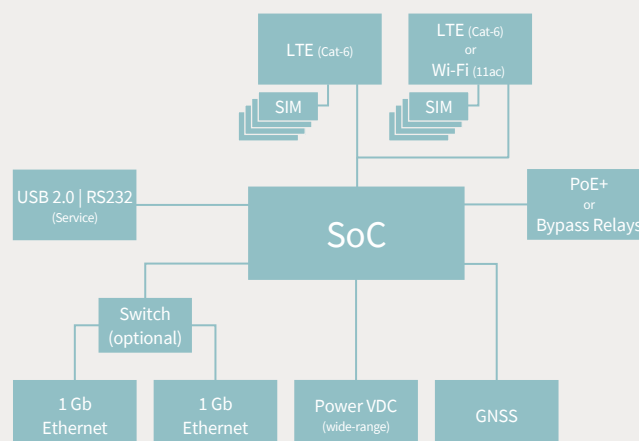 LTE (Cat-6)
LTE (Cat-6)
or
Wi-Fi (11ac)
SIM
SIM
USB 2.0 | RS232
(Service)
SoC
PoE+
or
Bypass Relays
Switch
(optional)
1 Gb
Ethernet
1 Gb
Ethernet
Power VDC
(wide-range)
GNSS